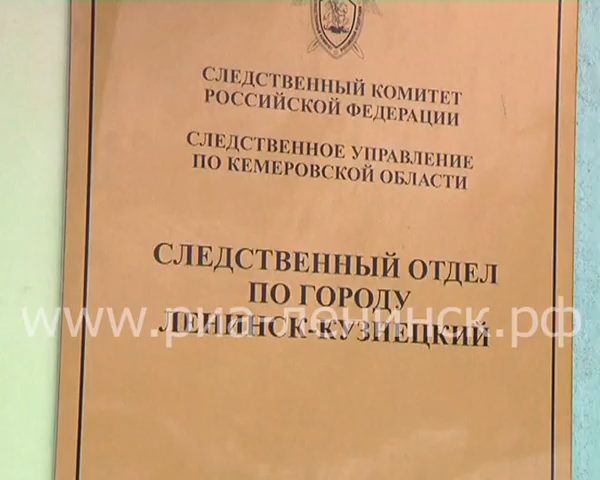 СЛЕДСТВЕННЫЙ КОМИТЕТ
РОССИЙСКОЙ ФЕДЕРАЦИИ
СЛЕДСТВЕННОЕ УПРАВЛЕНИЕ
ПО КЕМЕРОВСКОЙ ОБЛАСТИ
СЛЕДСТВЕННЫЙ ОТДЕЛ
ПО ГОРОДУ
www.риа-ленинск.рф
ЛЕНИНСК-КУЗНЕЦКИЙ